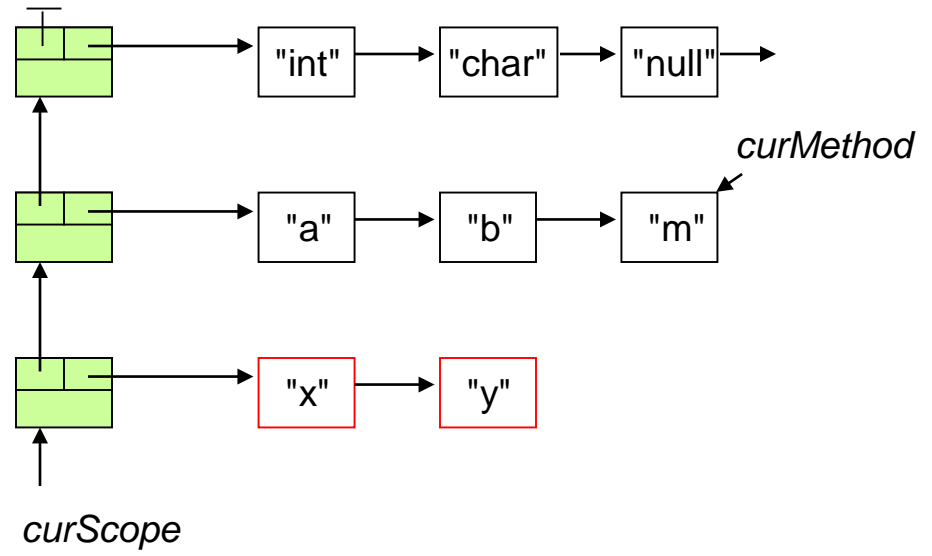 "int" "char" "null"
curMethod
"a" "b" "m"
"x" "y"
curScope